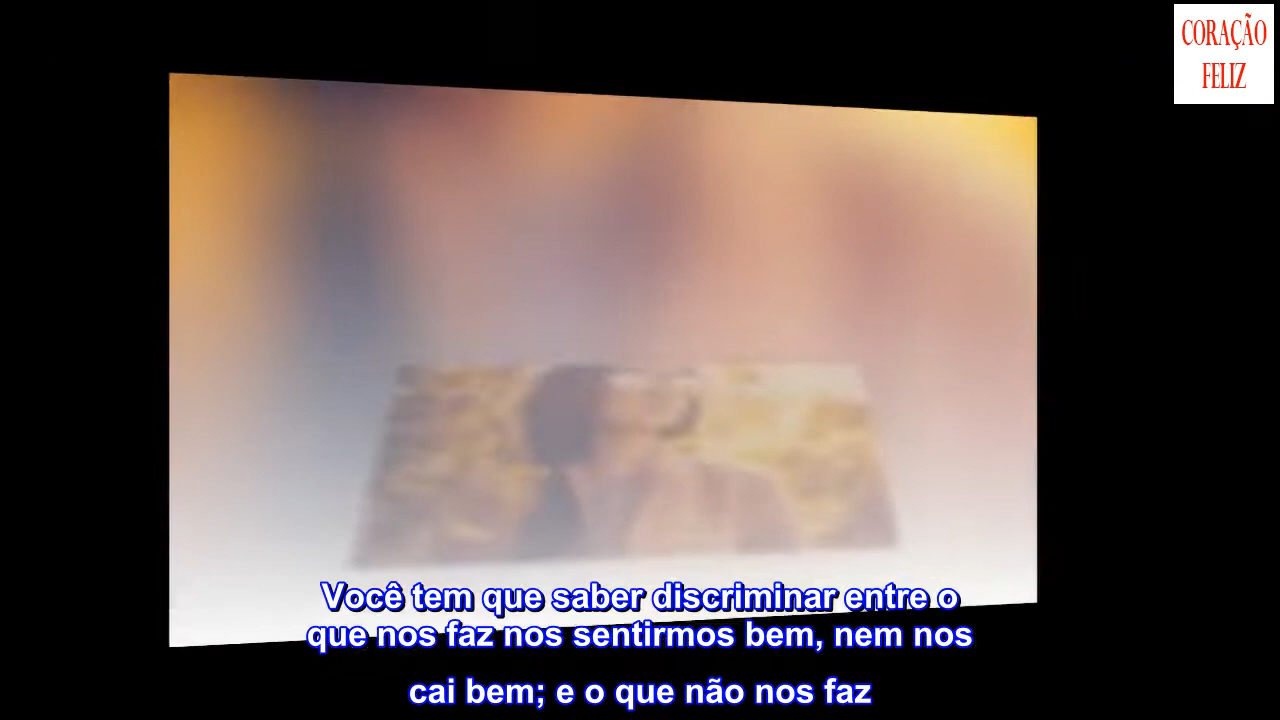 CORAÇÃO
FELIZ
Você tem que saber discriminar entre o
que nos faz nos sentirmos bem, nem nos
cai bem; e o que não nos faz